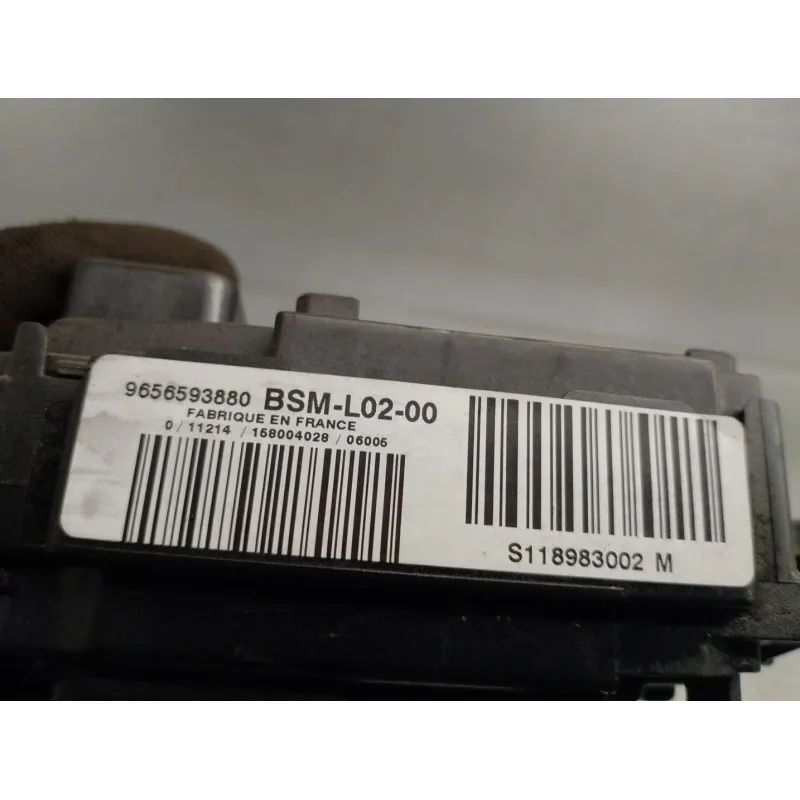 9656593880 BSM-L02-00
FABRIQUE EN FRANCE
0 / 11214 / 158004028 / 06005
S118983002 M